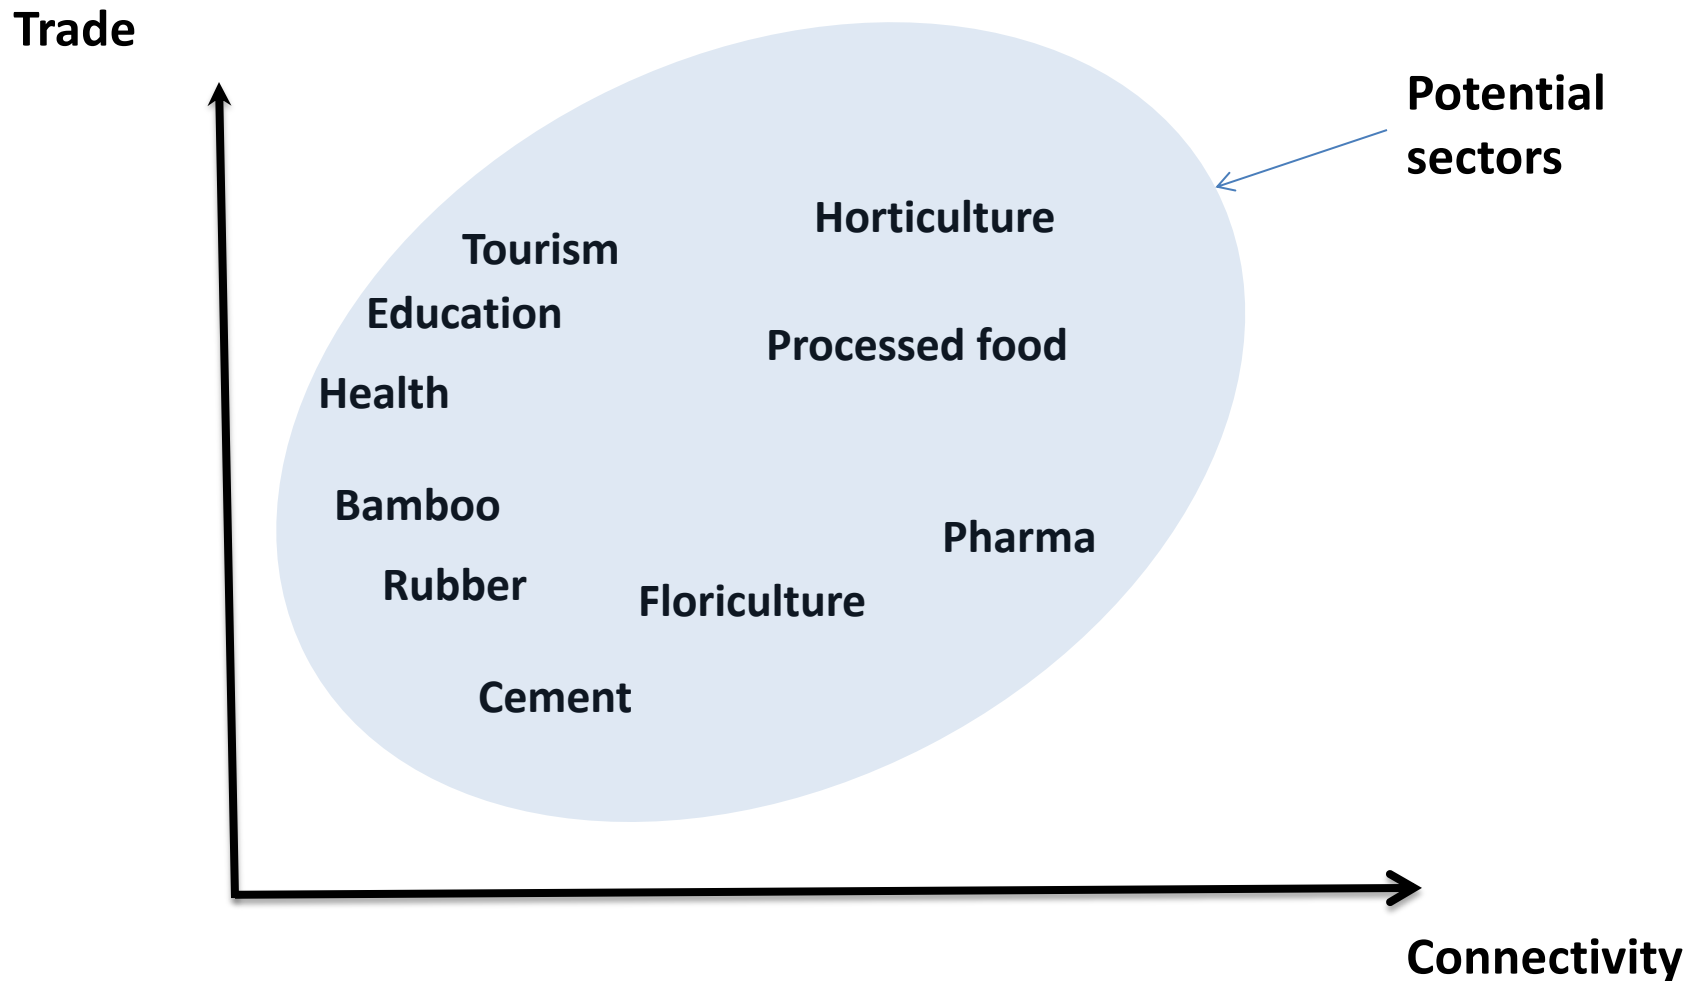 Trade
Potential
sectors
Horticulture
Tourism
Education
Processed food
Health
Bamboo
Pharma
Rubber
Floriculture
Cement
Connectivity